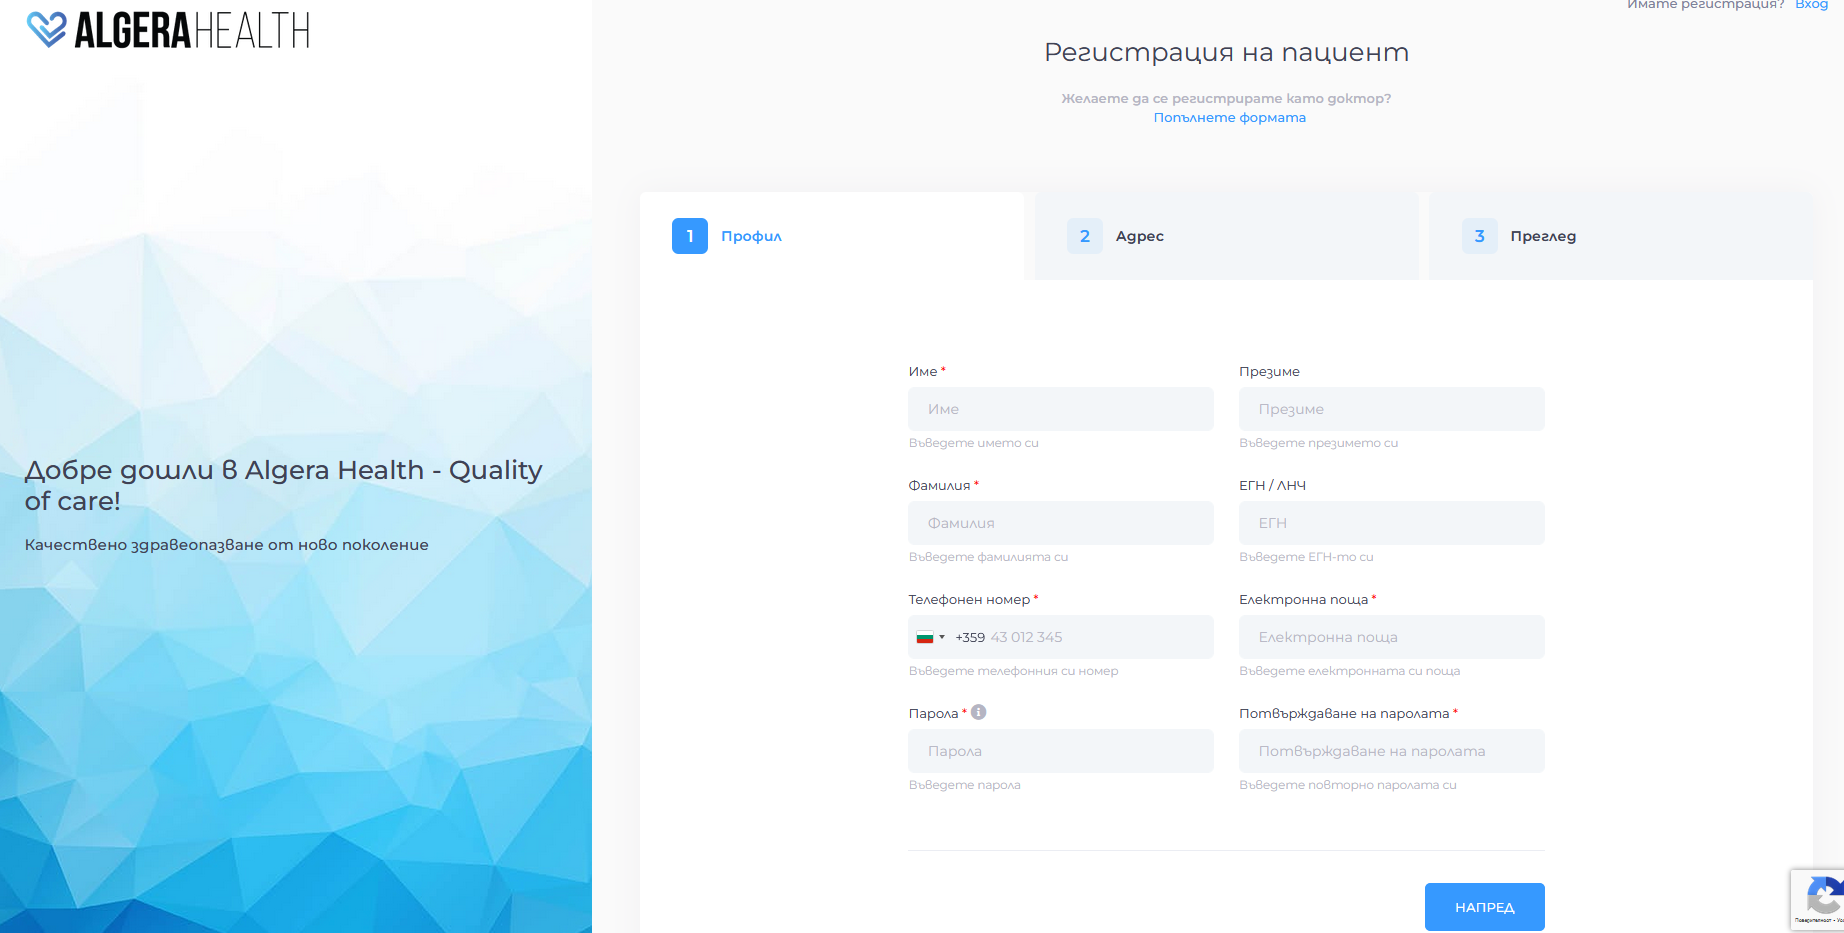 ALGERAHEALTH
Имате регистрация? Вход
Регистрация на пациент
Желаете да се регистрирате като доктор?
Попълнете формата
1 Профил
2 Адрес
3 Преглед
Добре дошли в Algera Health - Quality
of care!
Качествено здравеопазване от ново поколение
Име *
Презиме
Име
Презиме
Въведете името си
Въведете презимето си
Фамилия *
ЕГН / ЛНЧ
Фамилия
ЕГН
Въведете фамилията си
Въведете ЕГН-то си
Телефонен номер *
Електронна поща *
+359 43 012 345
Електронна поща
Въведете телефонния си номер
Въведете електронната си поща
Парола *
Потвърждаване на паролата *
Парола
Потвърждаване на паролата
Въведете парола
Въведете повторно паролата си
НАПРЕД
Поверителност